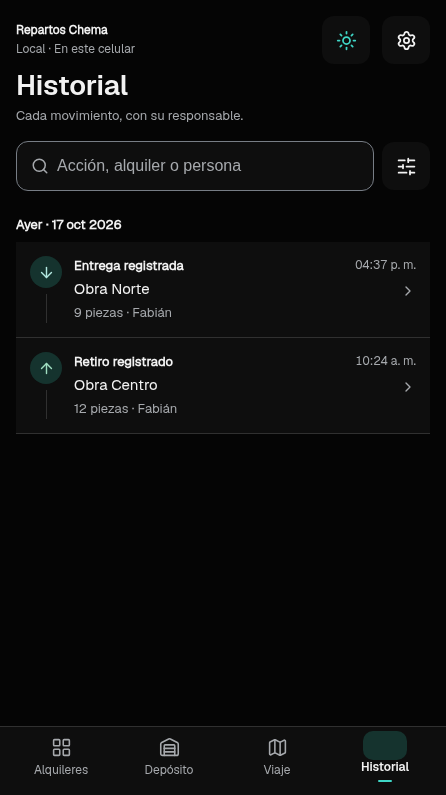 Repartos Chema
Local · En este celular
Historial
Cada movimiento, con su responsable.
Acción, alquiler o persona
Ayer · 17 oct 2026
Entrega registrada
04:37 p. m.
Obra Norte
9 piezas · Fabián
Retiro registrado
10:24 a. m.
Obra Centro
12 piezas · Fabián
Alquileres
Depósito
Viaje
Historial